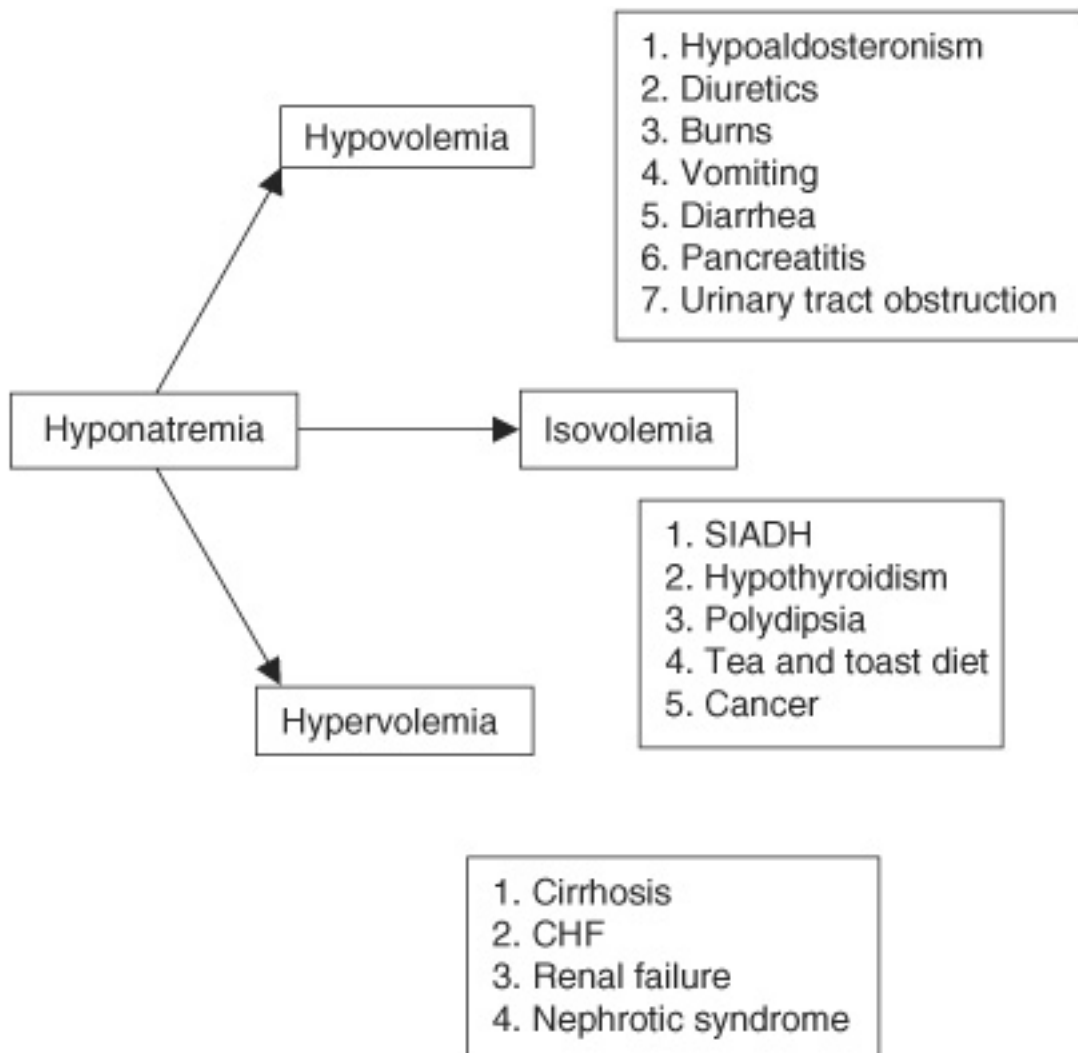 1. Hypoaldosteronism
2. Diuretics
3. Burns
4. Vomiting
5. Diarrhea
6. Pancreatitis
7. Urinary tract obstruction
Hypovolemia
Hyponatremia
Isovolemia
1. SIADH
2. Hypothyroidism
3. Polydipsia
4. Tea and toast diet
5. Cancer
Hypervolemia
1. Cirrhosis
2. CHF
3. Renal failure
4. Nephrotic syndrome